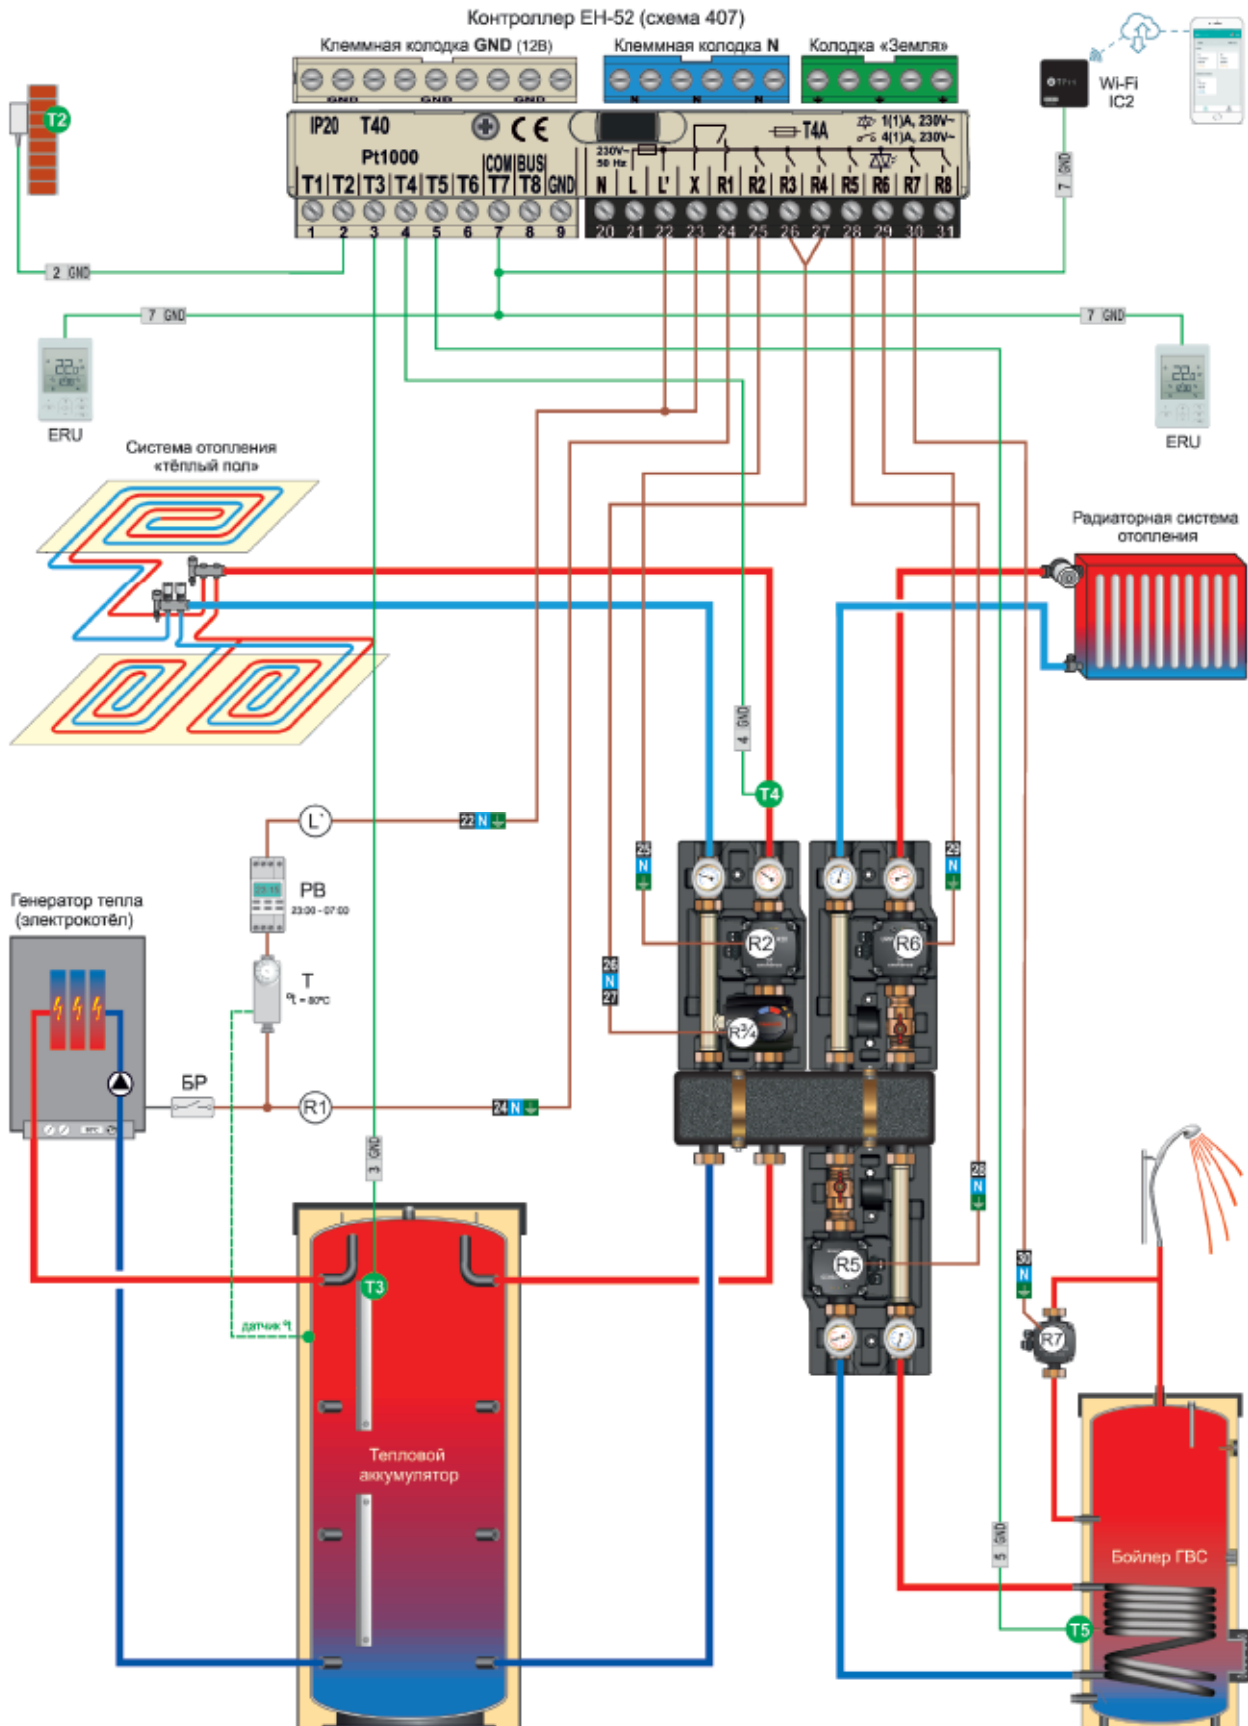 Контроллер EH-52 (схема 407)
Клеммная колодка GND (12В)
Клеммная колодка N
Колодка «Земля»
GND GND GND
N N N
Wi-Fi
IC2
T2
IP20 T40
CE
Pt1000
COM BUS
T1 T2 T3 T4 T5 T6 T7 T8 GND
1 2 3 4 5 6 7 8 9
230V~
50 Hz
T4A
1(1)A, 230V~
4(1)A, 230V~
N L L' X R1 R2 R3 R4 R5 R6 R7 R8
20 21 22 23 24 25 26 27 28 29 30 31
7 GND
2 GND
7 GND
7 GND
ERU
ERU
Система отопления
«тёплый пол»
Радиаторная система
отопления
4 GND
T4
L`
22 N
25 N
29 N
РВ
23:00 - 07:00
Генератор тепла
(электрокотёл)
R2
R6
26 N 27
T
°t = 80°C
R¾
БР
R1
24 N
3 GND
28 N
R5
30 N
R7
T3
датчик °t
Тепловой
аккумулятор
5 GND
Бойлер ГВС
T5